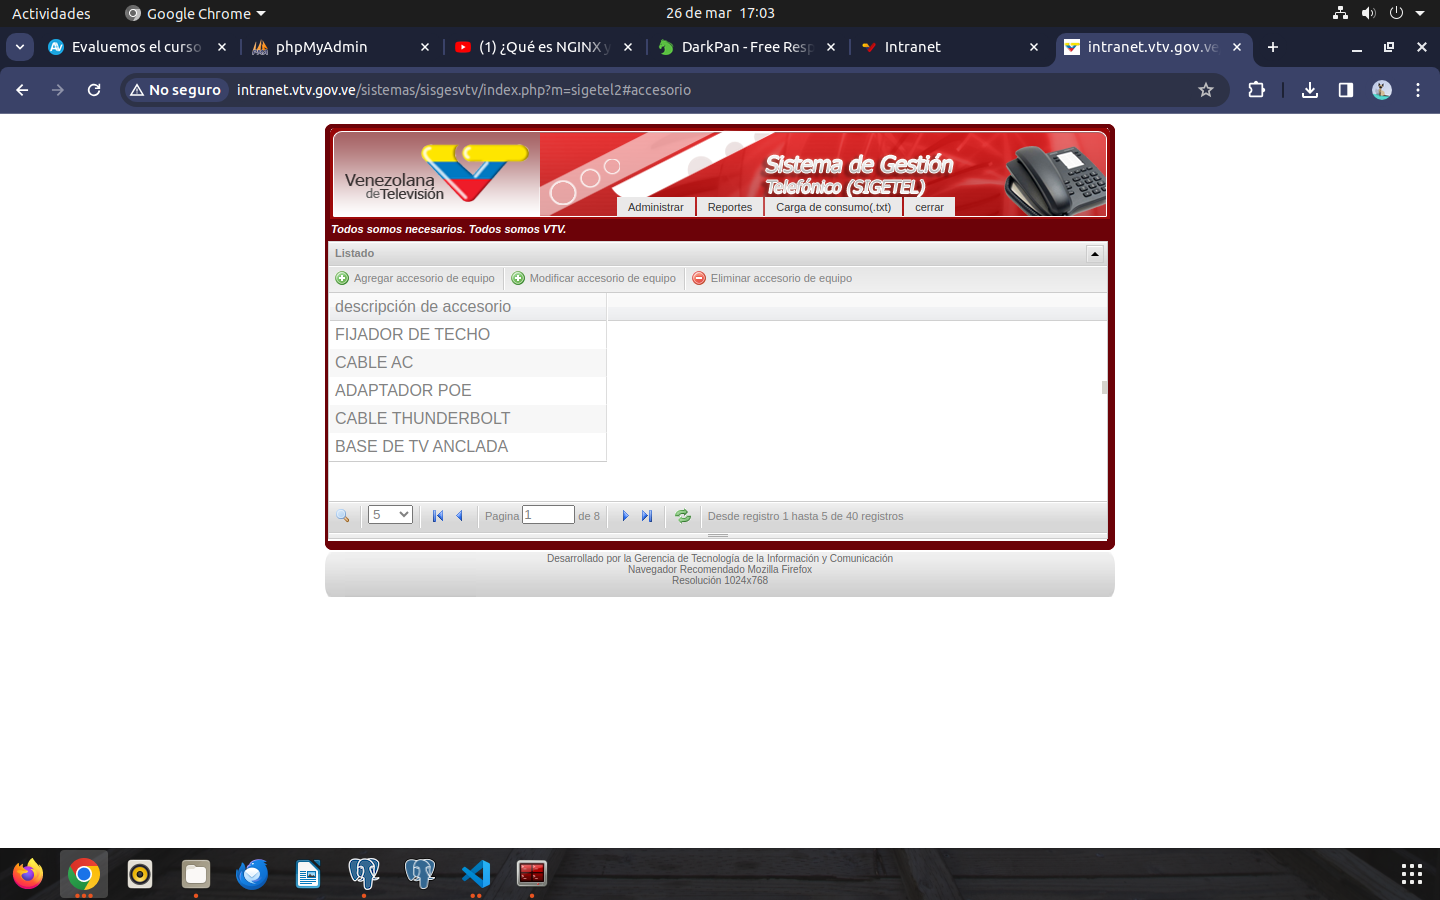 Actividades
Google Chrome
26 de mar 17:03
Evaluemos el curso
phpMyAdmin
(1) ¿Qué es NGINX y
DarkPan - Free Resp
Intranet
intranet.vtv.gov.ve
No seguro
intranet.vtv.gov.ve/sistemas/sisgesvtv/index.php?m=sigetel2#accesorio
Venezolana
de Televisión
Sistema de Gestión
Telefónico (SIGETEL)
Administrar
Reportes
Carga de consumo(.txt)
cerrar
Todos somos necesarios. Todos somos VTV.
Listado
Agregar accesorio de equipo
Modificar accesorio de equipo
Eliminar accesorio de equipo
descripción de accesorio
FIJADOR DE TECHO
CABLE AC
ADAPTADOR POE
CABLE THUNDERBOLT
BASE DE TV ANCLADA
5
Pagina 1 de 8
Desde registro 1 hasta 5 de 40 registros
Desarrollado por la Gerencia de Tecnología de la Información y Comunicación
Navegador Recomendado Mozilla Firefox
Resolución 1024x768